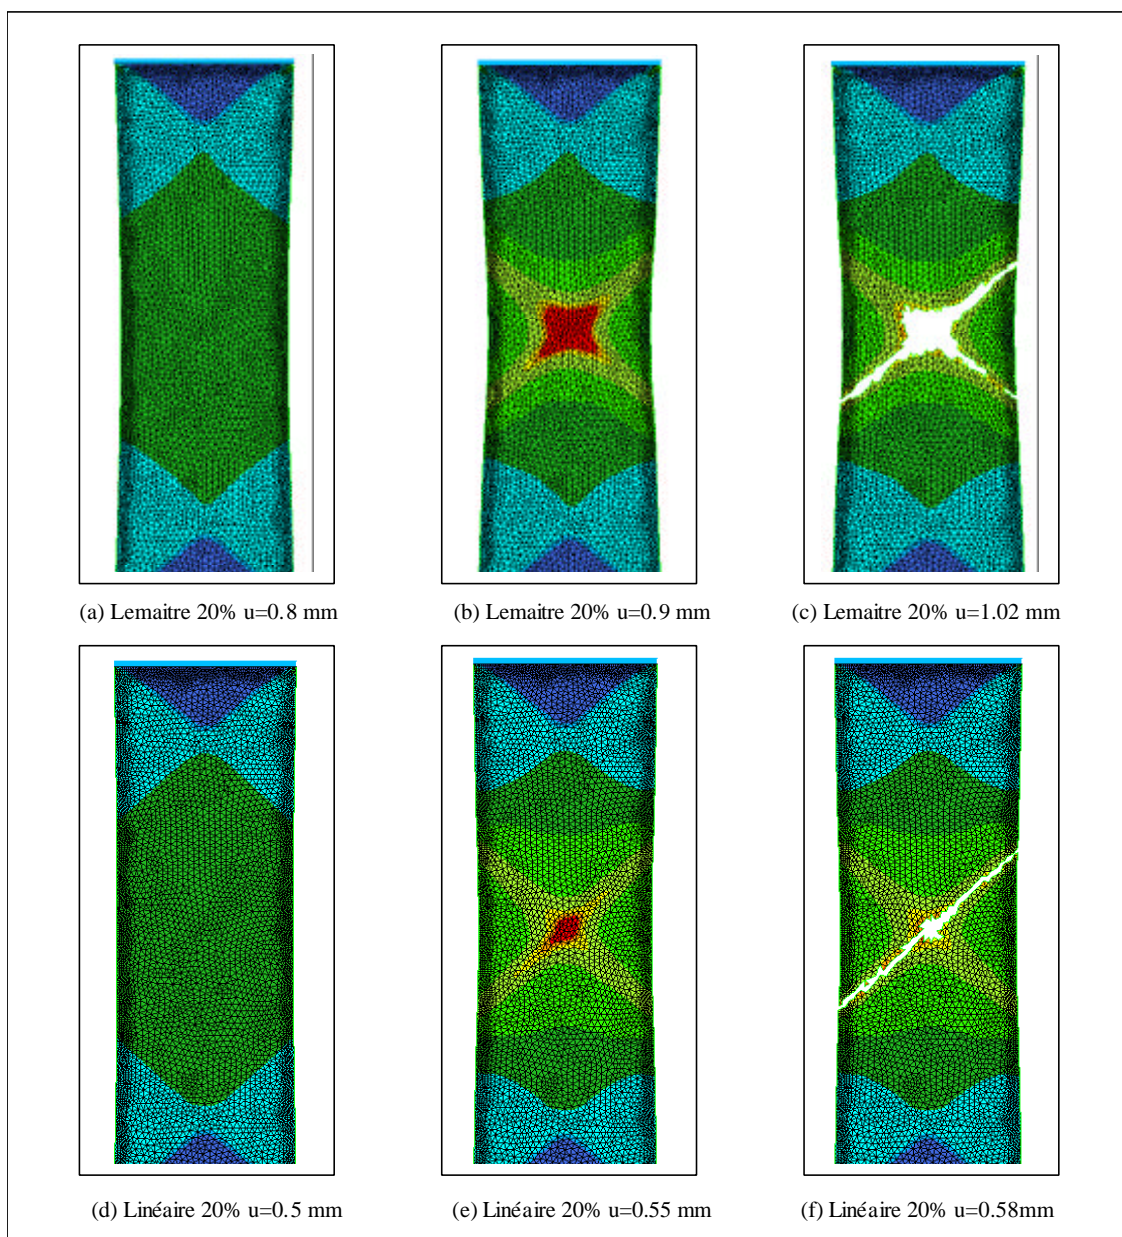 (a) Lemaitre 20% u=0.8 mm
(b) Lemaitre 20% u=0.9 mm
(c) Lemaitre 20% u=1.02 mm
(d) Linéaire 20% u=0.5 mm
(e) Linéaire 20% u=0.55 mm
(f) Linéaire 20% u=0.58mm